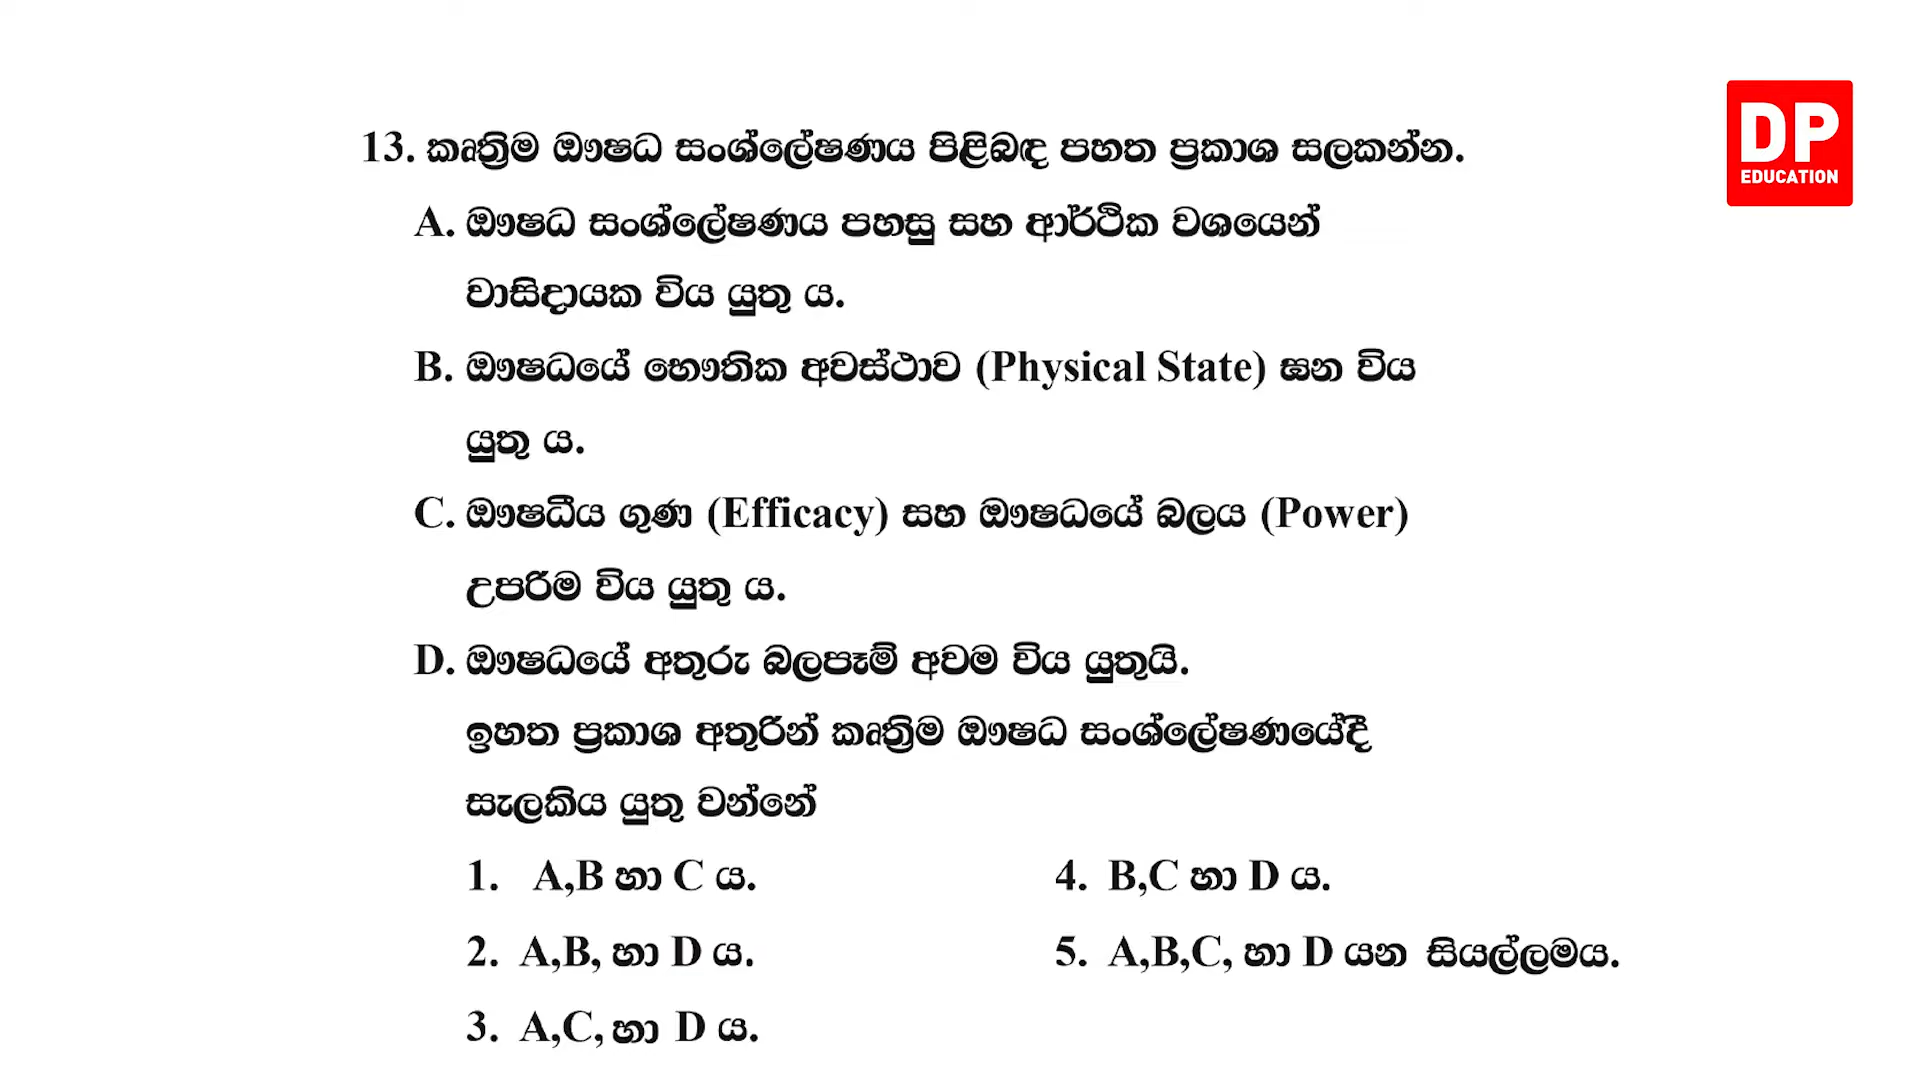 DP
EDUCATION
13. කෘත්‍රිම ඖෂධ සංශ්ලේෂණය පිළිබඳ පහත ප්‍රකාශ සලකන්න.
A. ඖෂධ සංශ්ලේෂණය පහසු සහ ආර්ථික වශයෙන්
වාසිදායක විය යුතු ය.
B. ඖෂධයේ භෞතික අවස්ථාව (Physical State) ඝන විය
යුතු ය.
C. ඖෂධීය ගුණ (Efficacy) සහ ඖෂධයේ බලය (Power)
උපරිම විය යුතු ය.
D. ඖෂධයේ අතුරු බලපෑම් අවම විය යුතුයි.
ඉහත ප්‍රකාශ අතුරින් කෘත්‍රිම ඖෂධ සංශ්ලේෂණයේදී
සැලකිය යුතු වන්නේ
1. A,B හා C ය.
2. A,B, හා D ය.
3. A,C, හා D ය.
4. B,C හා D ය.
5. A,B,C, හා D යන සියල්ලමය.